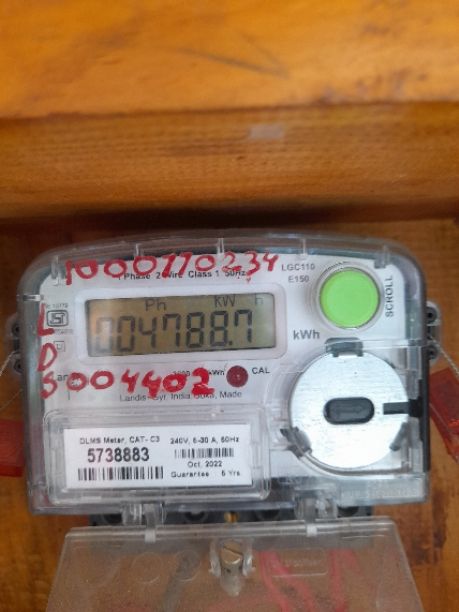 1000770234
1 Phase 2 Wire Class 1 50Hz
LGC110
E150
SCROLL
Ph kW h
004788.7
kWh
L
D
S004402
CAL
Landis+Gyr, India
DLMS Meter, CAT- C3
240V, 5-30 A, 50Hz
5738883
Oct. 2022
Guarantee 5 Yrs.